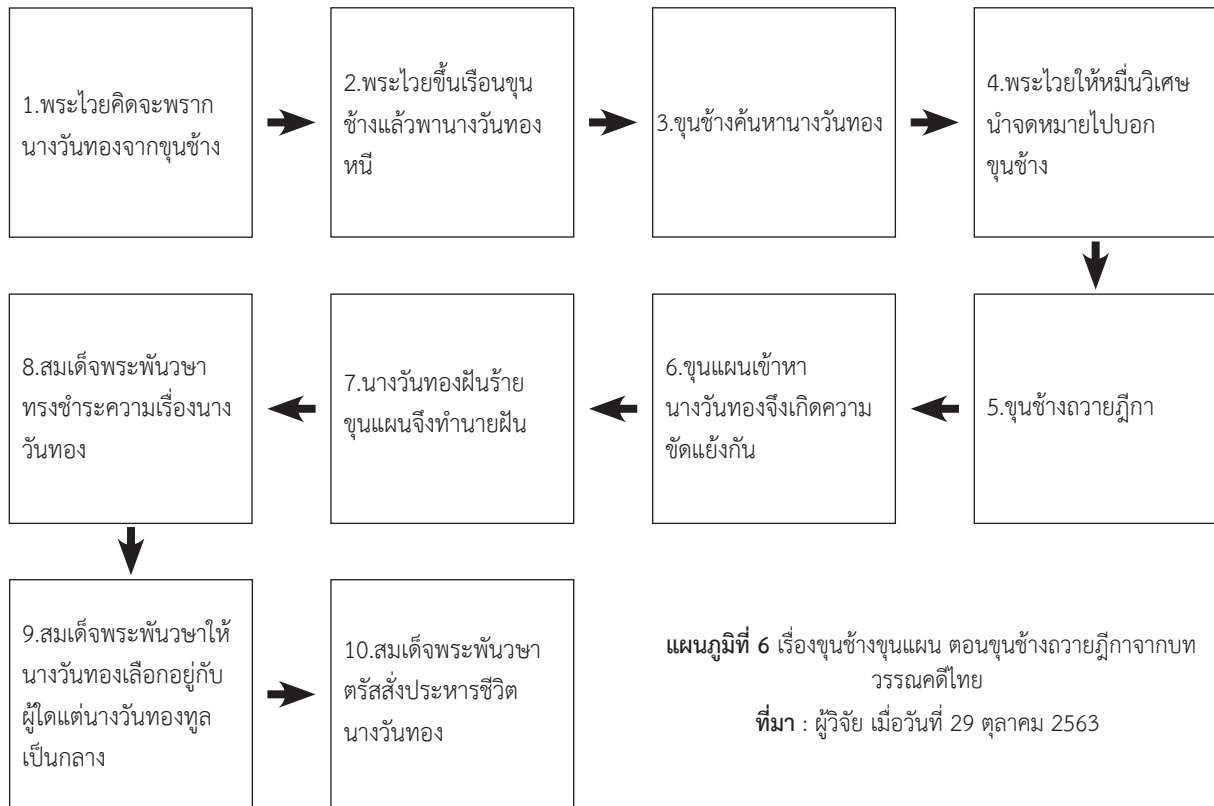 1.พระไวยคิดจะพราก
นางวันทองจากขุนช้าง
2.พระไวยขึ้นเรือนขุน
ช้างแล้วพานางวันทอง
หนี
3.ขุนช้างค้นหานางวันทอง
4.พระไวยให้หมื่นวิเศษ
นำจดหมายไปบอก
ขุนช้าง
5.ขุนช้างถวายฎีกา
6.ขุนแผนเข้าหา
นางวันทองจึงเกิดความ
ขัดแย้งกัน
7.นางวันทองฝันร้าย
ขุนแผนจึงทำนายฝัน
8.สมเด็จพระพันวษา
ทรงชำระความเรื่องนาง
วันทอง
9.สมเด็จพระพันวษาให้
นางวันทองเลือกอยู่กับ
ผู้ใดแต่นางวันทองทูล
เป็นกลาง
10.สมเด็จพระพันวษา
ตรัสสั่งประหารชีวิต
นางวันทอง
แผนภูมิที่ 6 เรื่องขุนช้างขุนแผน ตอนขุนช้างถวายฎีกาจากบท
วรรณคดีไทย
ที่มา : ผู้วิจัย เมื่อวันที่ 29 ตุลาคม 2563